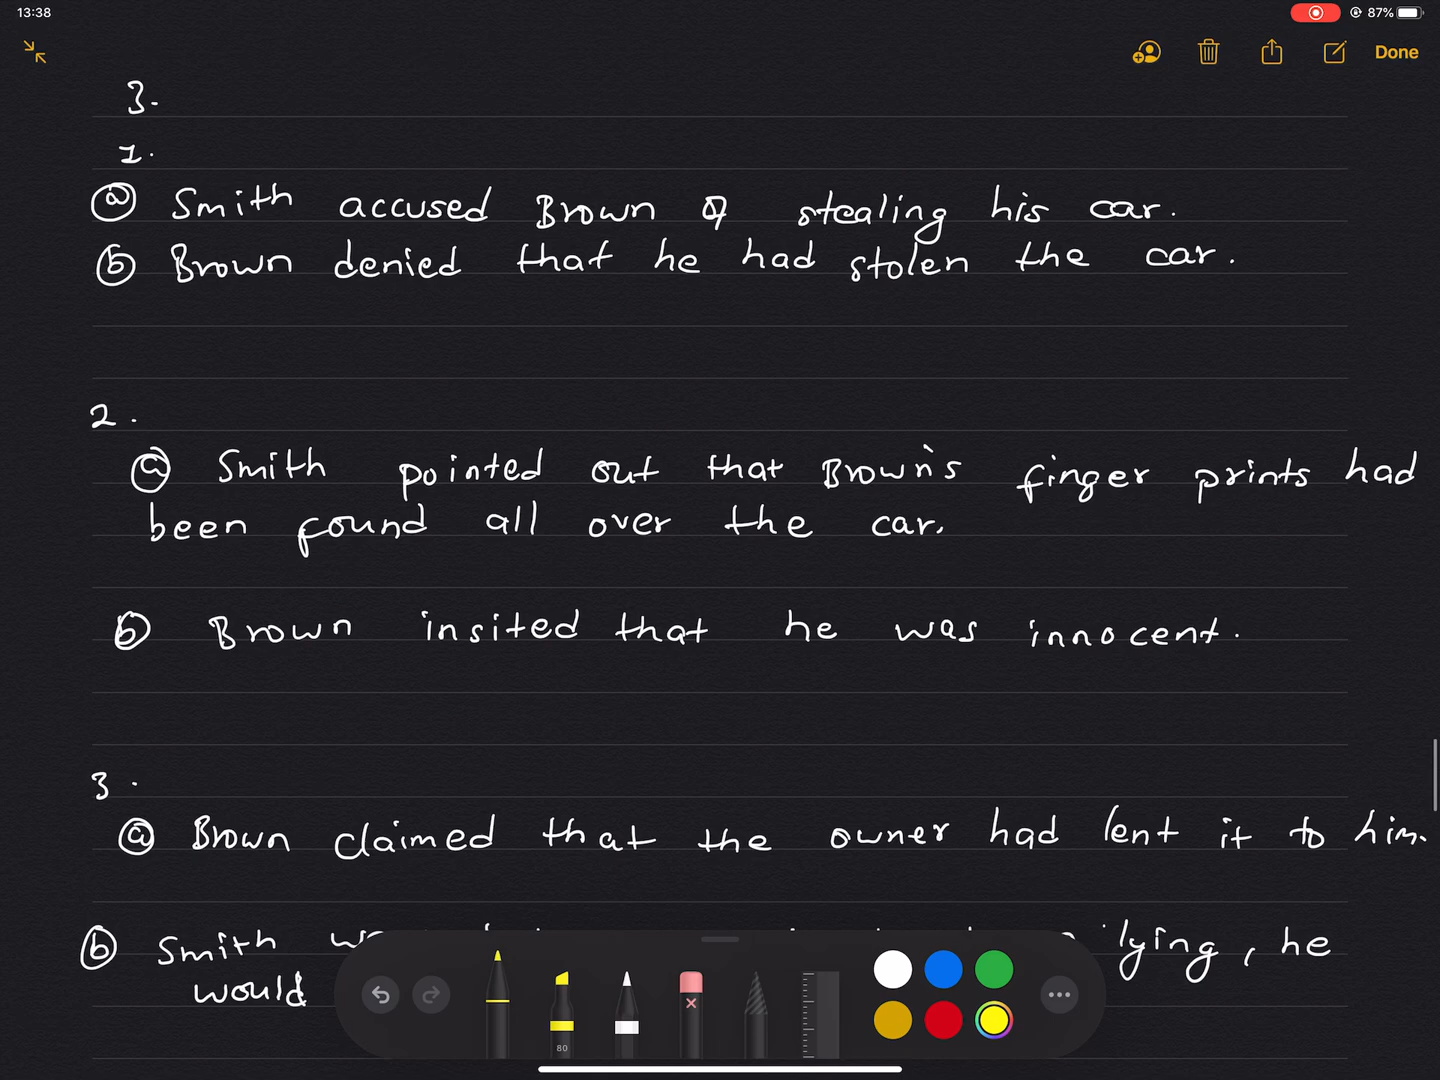 13:38
87%
Done
3.
1.
ⓐ Smith accused Brown of stealing his car.
ⓑ Brown denied that he had stolen the car.
2.
ⓐ Smith pointed out that Brown's finger prints had
been found all over the car.
ⓑ Brown insited that he was innocent.
3.
ⓐ Brown claimed that the owner had lent it to him.
ⓑ Smith lying, he
would
80